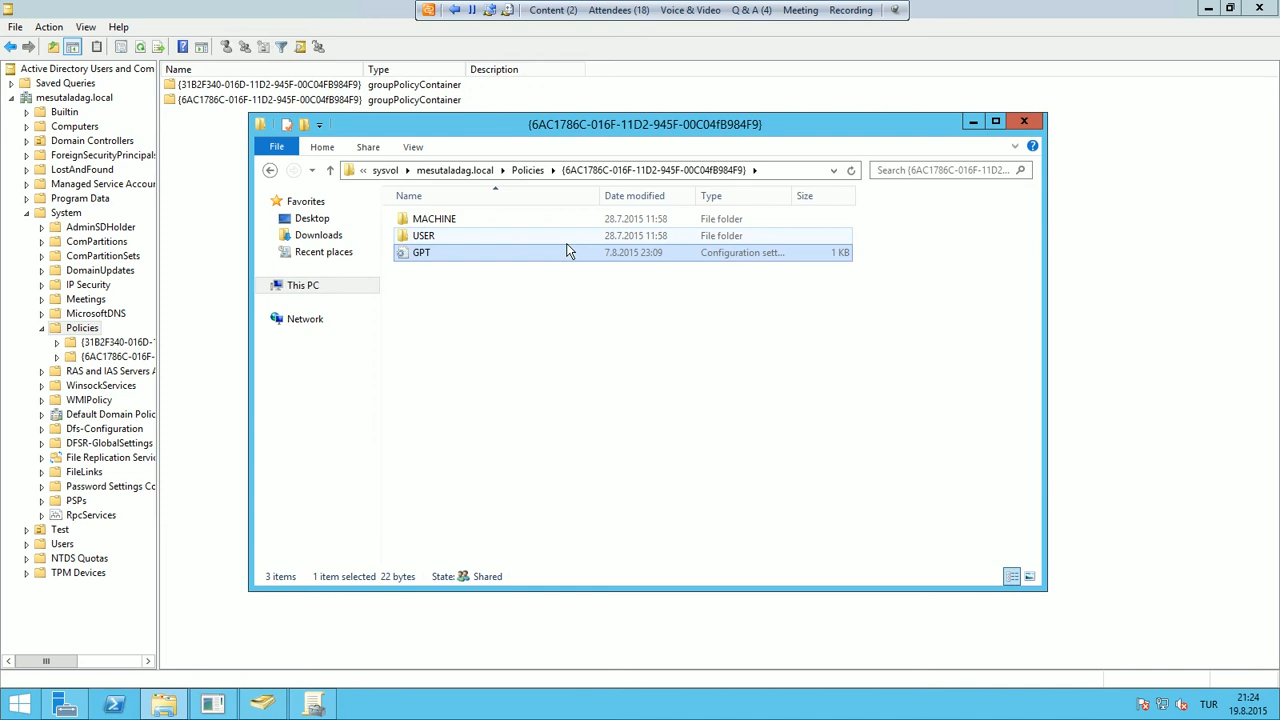 Content (2) Attendees (18) Voice & Video Q & A (4) Meeting Recording
File Action View Help
Active Directory Users and Com
Saved Queries
mesutaladag.local
Builtin
Computers
Domain Controllers
ForeignSecurityPrincipals
LostAndFound
Managed Service Accour
Program Data
System
AdminSDHolder
ComPartitions
ComPartitionSets
DomainUpdates
IP Security
Meetings
MicrosoftDNS
Policies
{31B2F340-016D-1
{6AC1786C-016F-
RAS and IAS Servers A
WinsockServices
WMIPolicy
Default Domain Polic
Dfs-Configuration
DFSR-GlobalSettings
File Replication Servic
FileLinks
Password Settings Co
PSPs
RpcServices
Test
Users
NTDS Quotas
TPM Devices
Name Type Description
{31B2F340-016D-11D2-945F-00C04FB984F9} groupPolicyContainer
{6AC1786C-016F-11D2-945F-00C04fB984F9} groupPolicyContainer
{6AC1786C-016F-11D2-945F-00C04fB984F9}
File Home Share View
« sysvol mesutaladag.local Policies {6AC1786C-016F-11D2-945F-00C04fB984F9} Search {6AC1786C-016F-11D2...
Favorites
Desktop
Downloads
Recent places
This PC
Network
Name Date modified Type Size
MACHINE 28.7.2015 11:58 File folder
USER 28.7.2015 11:58 File folder
GPT 7.8.2015 23:09 Configuration sett... 1 KB
3 items 1 item selected 22 bytes State: Shared
TUR 21:24
19.8.2015